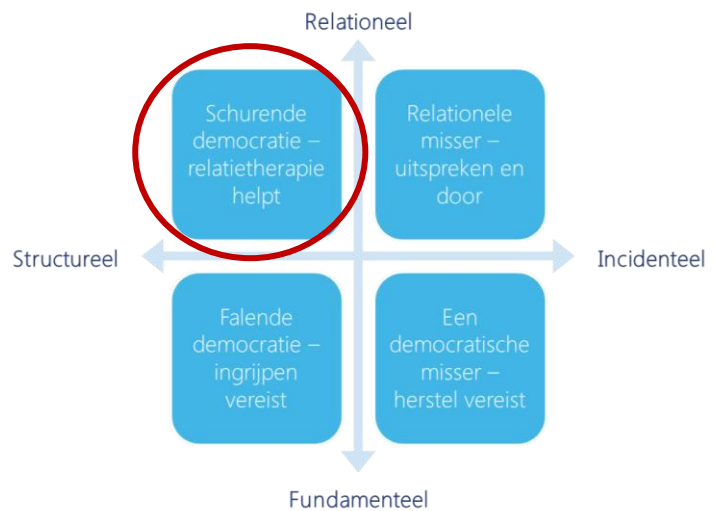 Relationeel
Schurende
democratie –
relatietherapie
helpt
Relationele
misser –
uitspreken en
door
Structureel
Incidenteel
Falende
democratie –
ingrijpen
vereist
Een
democratische
misser –
herstel vereist
Fundamenteel